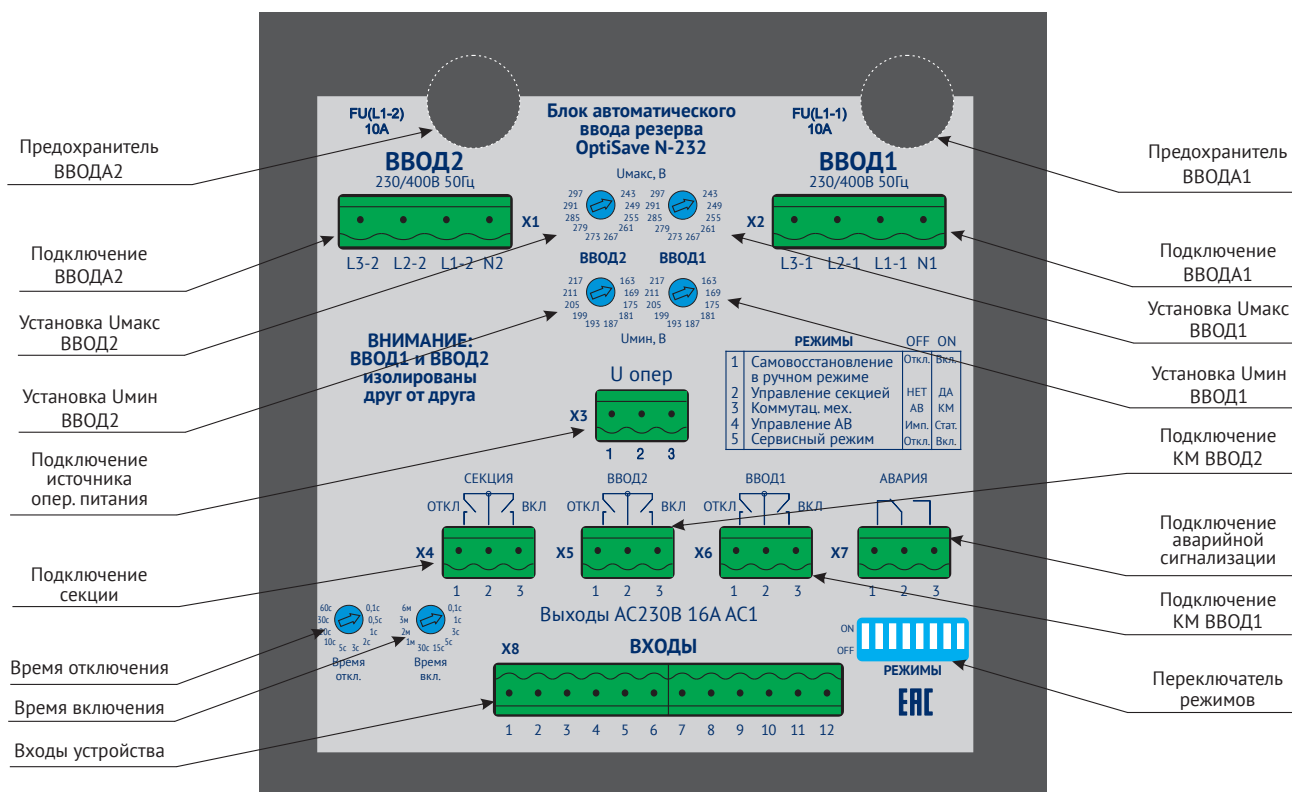 Предохранитель
ВВОДА2
Подключение
ВВОДА2
Установка Uмакс
ВВОД2
Установка Uмин
ВВОД2
Подключение
источника
опер. питания
Подключение
секции
Время отключения
Время включения
Входы устройства
FU(L1-2)
10А
ВВОД2
230/400В 50Гц
X1
L3-2 L2-2 L1-2 N2
Блок автоматического
ввода резерва
OptiSave N-232
Uмакс, В
297 243
291 249
285 255
279 261
273 267
297 243
291 249
285 255
279 261
273 267
ВВОД2 ВВОД1
217 163
211 169
205 175
199 181
193 187
217 163
211 169
205 175
199 181
193 187
Uмин, В
FU(L1-1)
10А
ВВОД1
230/400В 50Гц
X2
L3-1 L2-1 L1-1 N1
ВНИМАНИЕ:
ВВОД1 и ВВОД2
изолированы
друг от друга
U опер
X3
1 2 3
РЕЖИМЫ OFF ON
1 Самовосстановление Откл. Вкл.
в ручном режиме
2 Управление секцией НЕТ ДА
3 Коммутац. мех. АВ КМ
4 Управление АВ Имп. Стат.
5 Сервисный режим Откл. Вкл.
СЕКЦИЯ
ОТКЛ ВКЛ
X4
1 2 3
ВВОД2
ОТКЛ ВКЛ
X5
1 2 3
ВВОД1
ОТКЛ ВКЛ
X6
1 2 3
АВАРИЯ
X7
1 2 3
Выходы AC230В 16А АС1
60с 0,1с
30с 0,5с
20с 1с
10с 2с
5с 3с
Время
откл.
6м 0,1с
3м 1с
2м 3с
1м 5с
30с 15с
Время
вкл.
X8
ВХОДЫ
1 2 3 4 5 6 7 8 9 10 11 12
ON
OFF
РЕЖИМЫ
EAC
Предохранитель
ВВОДА1
Подключение
ВВОДА1
Установка Uмакс
ВВОД1
Установка Uмин
ВВОД1
Подключение
КМ ВВОД2
Подключение
аварийной
сигнализации
Подключение
КМ ВВОД1
Переключатель
режимов